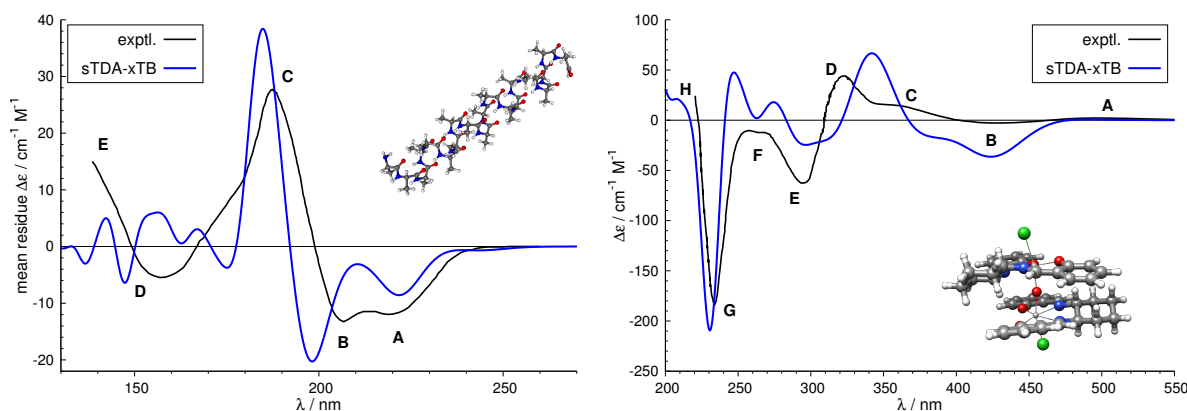 40
30
20
10
0
-10
-20
150
200
250
mean residue Δε / cm⁻¹ M⁻¹
λ / nm
exptl.
sTDA-xTB
E
D
C
B
A
100
50
0
-50
-100
-150
-200
-250
200
250
300
350
400
450
500
550
Δε / cm⁻¹ M⁻¹
λ / nm
exptl.
sTDA-xTB
H
G
F
E
D
C
B
A